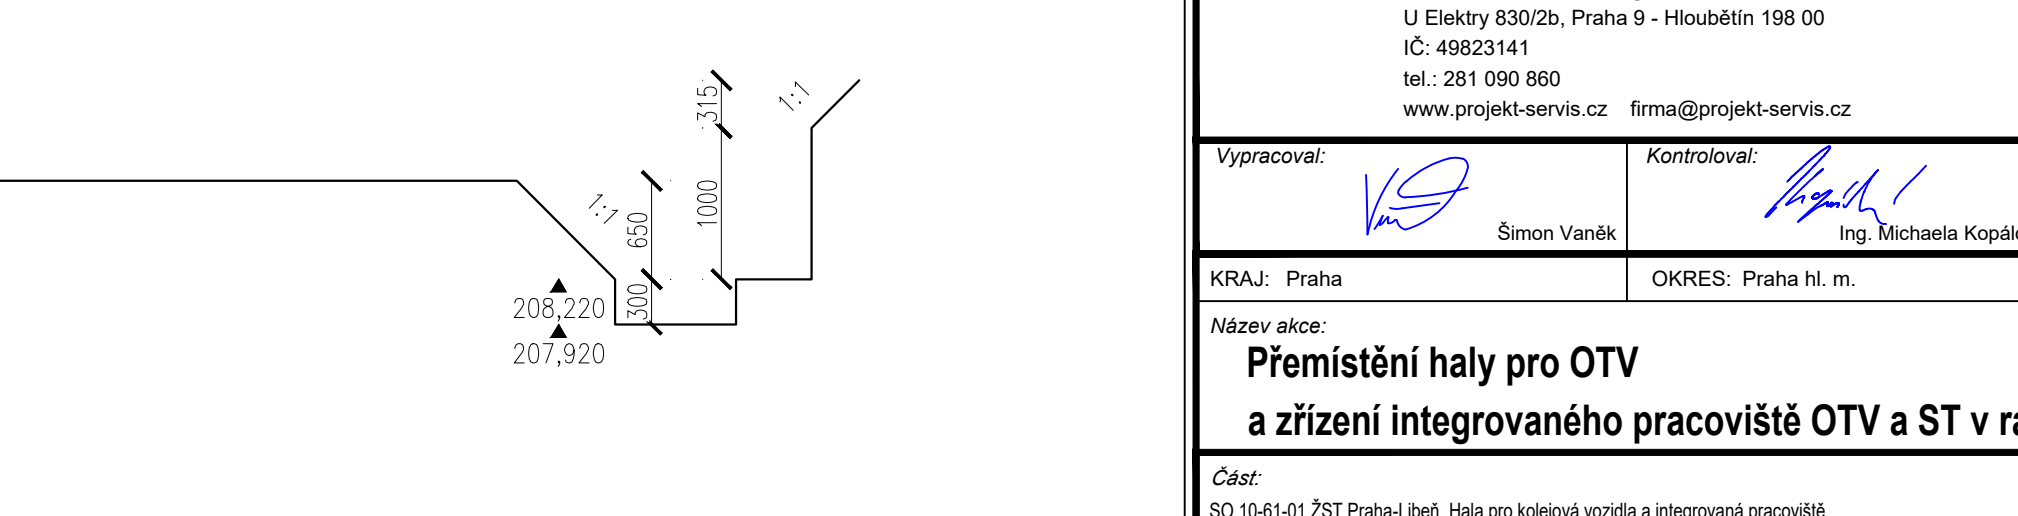 315
1:1
1000
1:1
650
300
208,220
207,920
U Elektry 830/2b, Praha 9 - Hloubětín 198 00
IČ: 49823141
tel.: 281 090 860
www.projekt-servis.cz firma@projekt-servis.cz
Vypracoval:
Šimon Vaněk
Kontroloval:
Ing. Michaela
KRAJ: Praha
OKRES: Praha hl. m.
Název akce:
Přemístění haly pro OTV
a zřízení integrovaného pracoviště OTV a ST v
Část:
SO 10-61-01 ŽST Praha-Libeň, Hala pro kolejová vozidla a integrovaná pracoviště